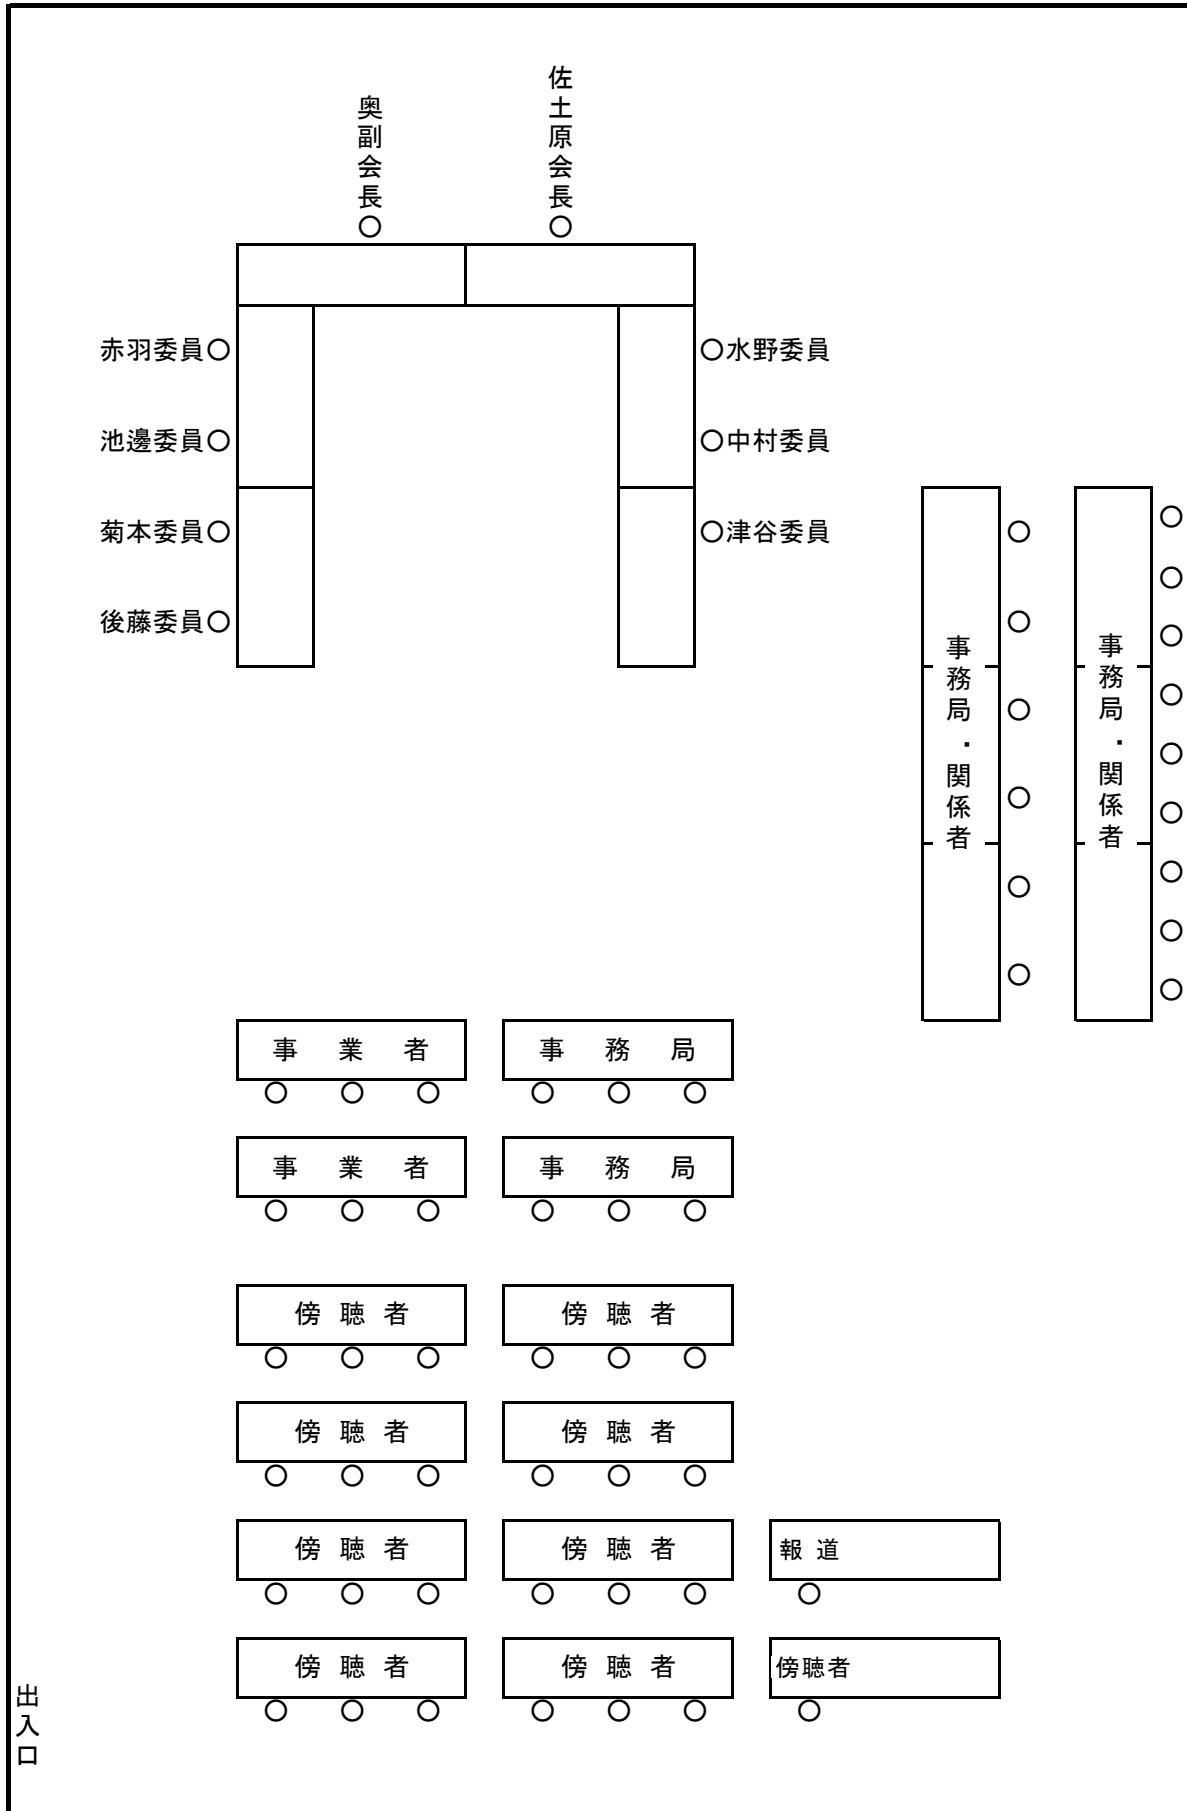 佐土原会長○
奥副会長○
赤羽委員○
○水野委員
池邊委員○
○中村委員
菊本委員○
○津谷委員
後藤委員○
事務局・関係者
事務局・関係者
事業者
事務局
事業者
事務局
傍聴者
傍聴者
傍聴者
傍聴者
傍聴者
傍聴者
報道
傍聴者
傍聴者
傍聴者
出入口